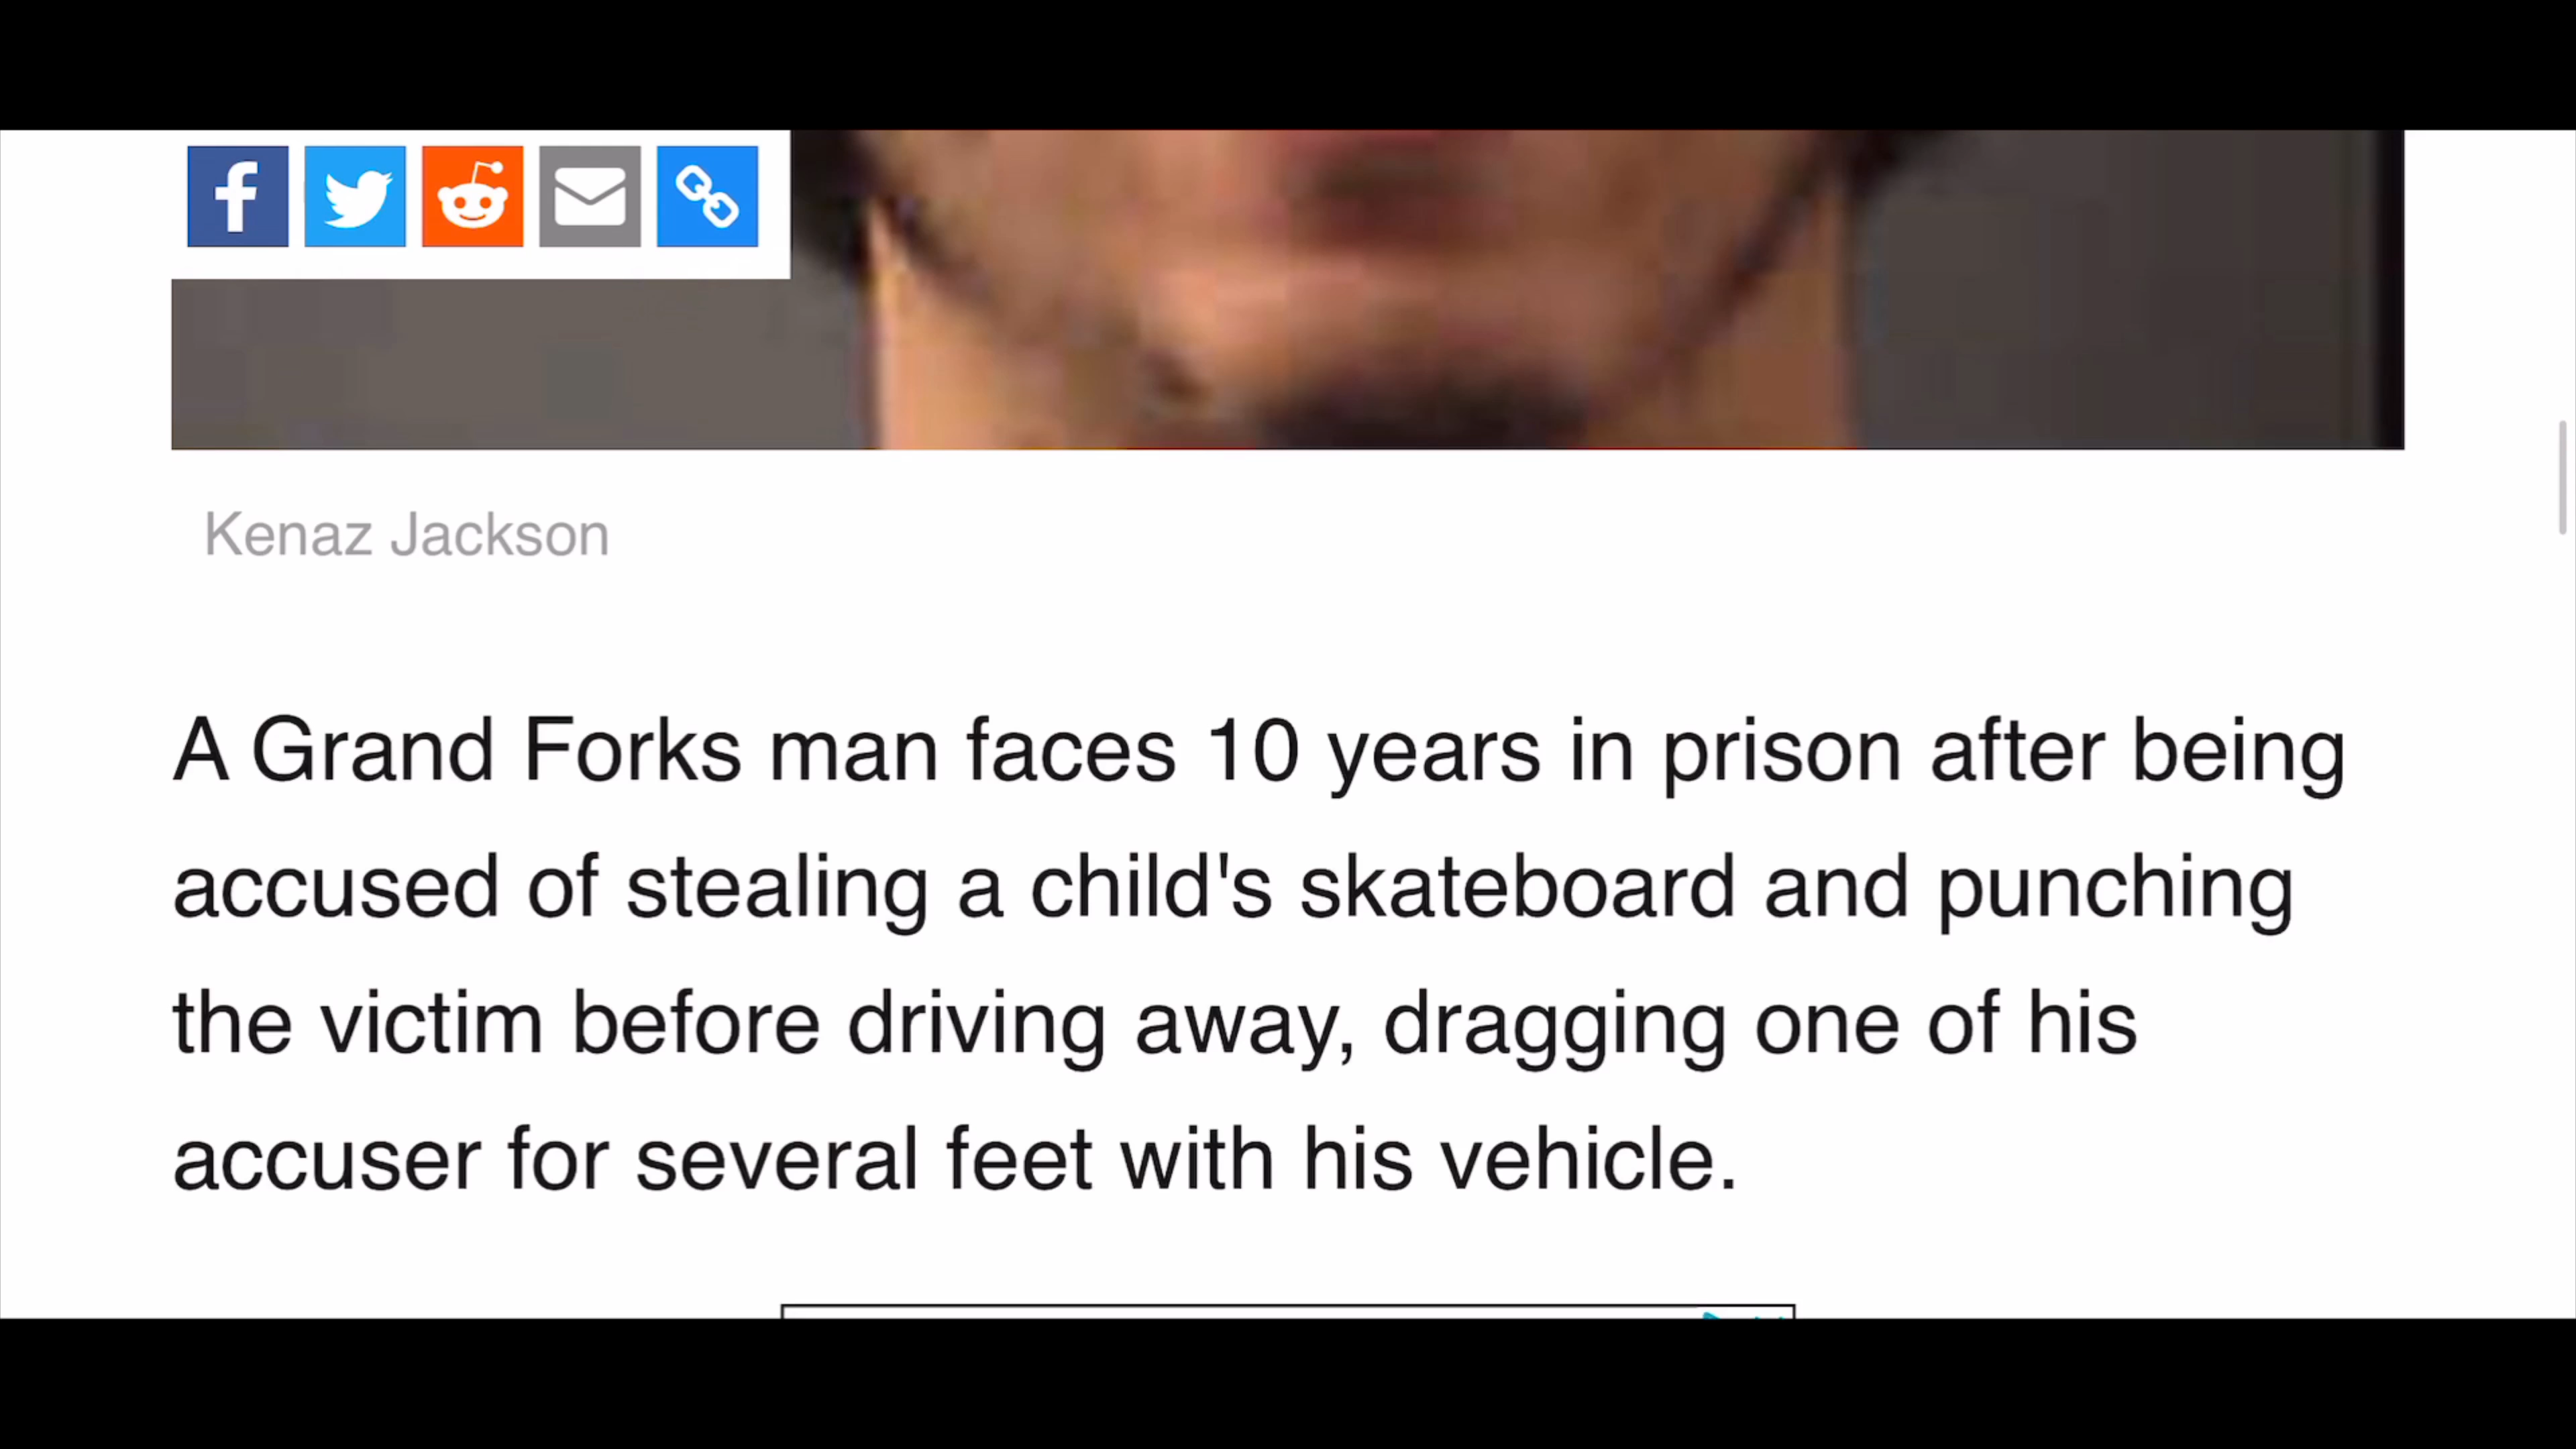 Kenaz Jackson
A Grand Forks man faces 10 years in prison after being
accused of stealing a child's skateboard and punching
the victim before driving away, dragging one of his
accuser for several feet with his vehicle.